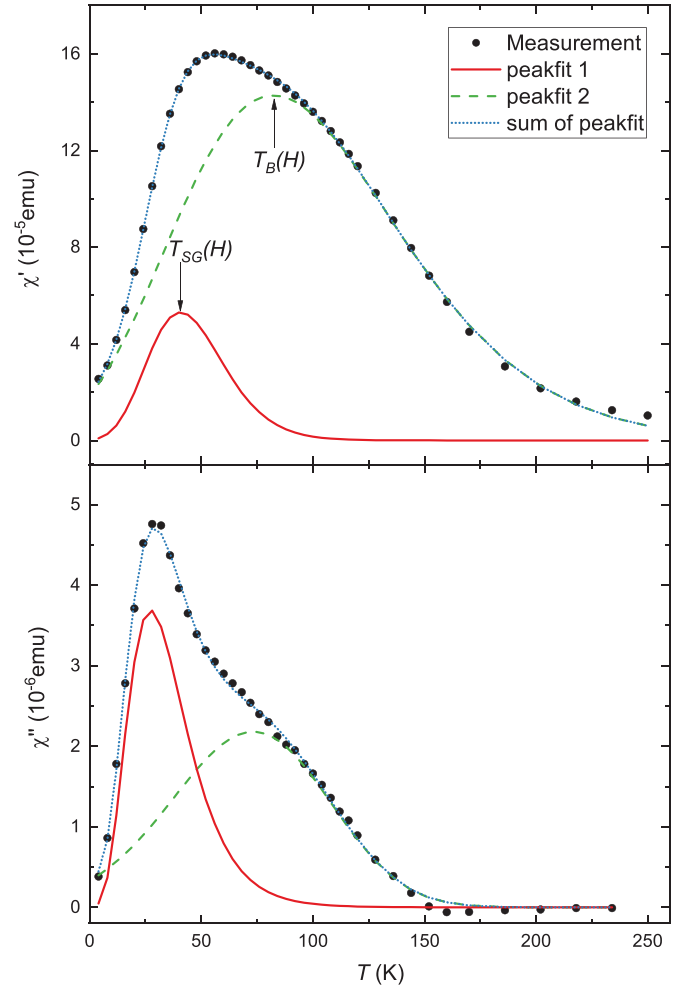 Measurement
peakfit 1
peakfit 2
sum of peakfit
T_B(H)
T_SG(H)
χ' (10⁻⁵emu)
16
12
8
4
0
χ" (10⁻⁶emu)
5
4
3
2
1
0
0 50 100 150 200 250
T (K)